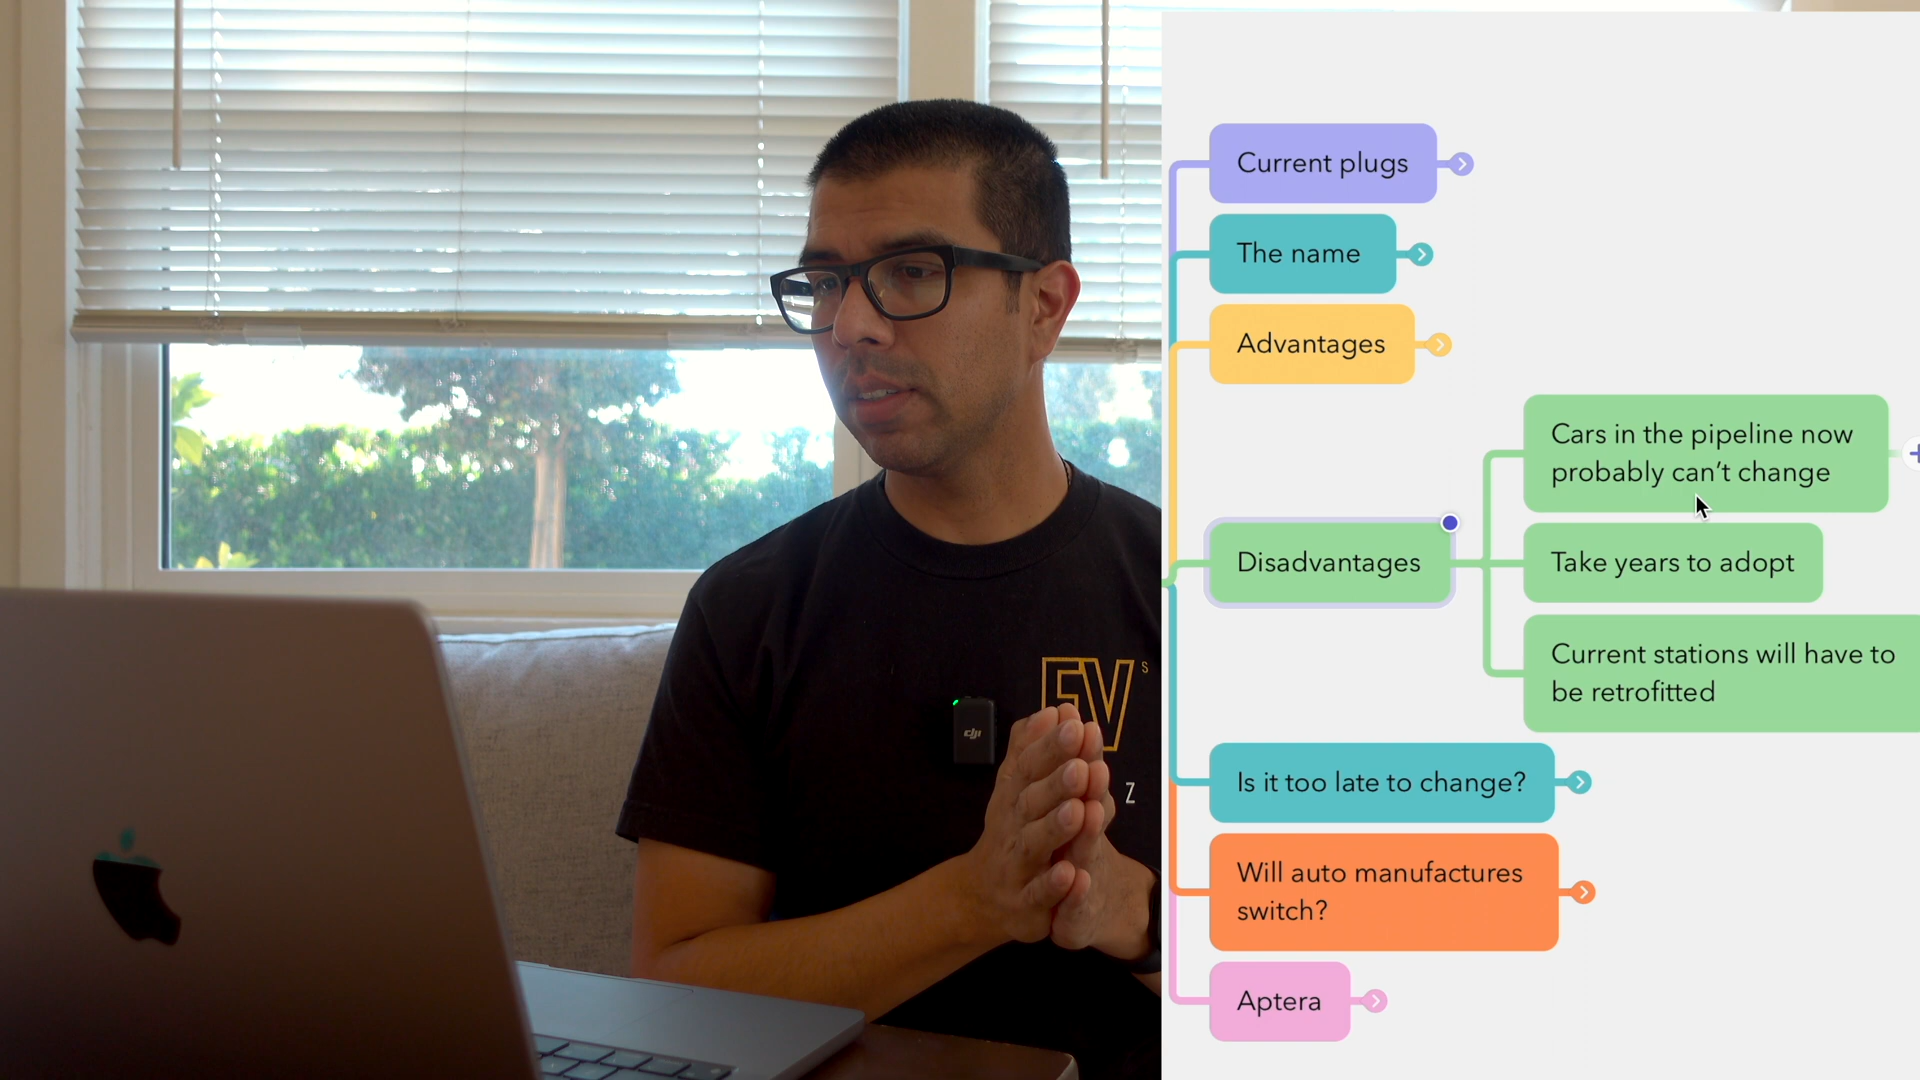 Current plugs
The name
Advantages
Cars in the pipeline now
probably can't change
Disadvantages
Take years to adopt
Current stations will have to
be retrofitted
Is it too late to change?
Will auto manufactures
switch?
Aptera
EV s
Z
dji